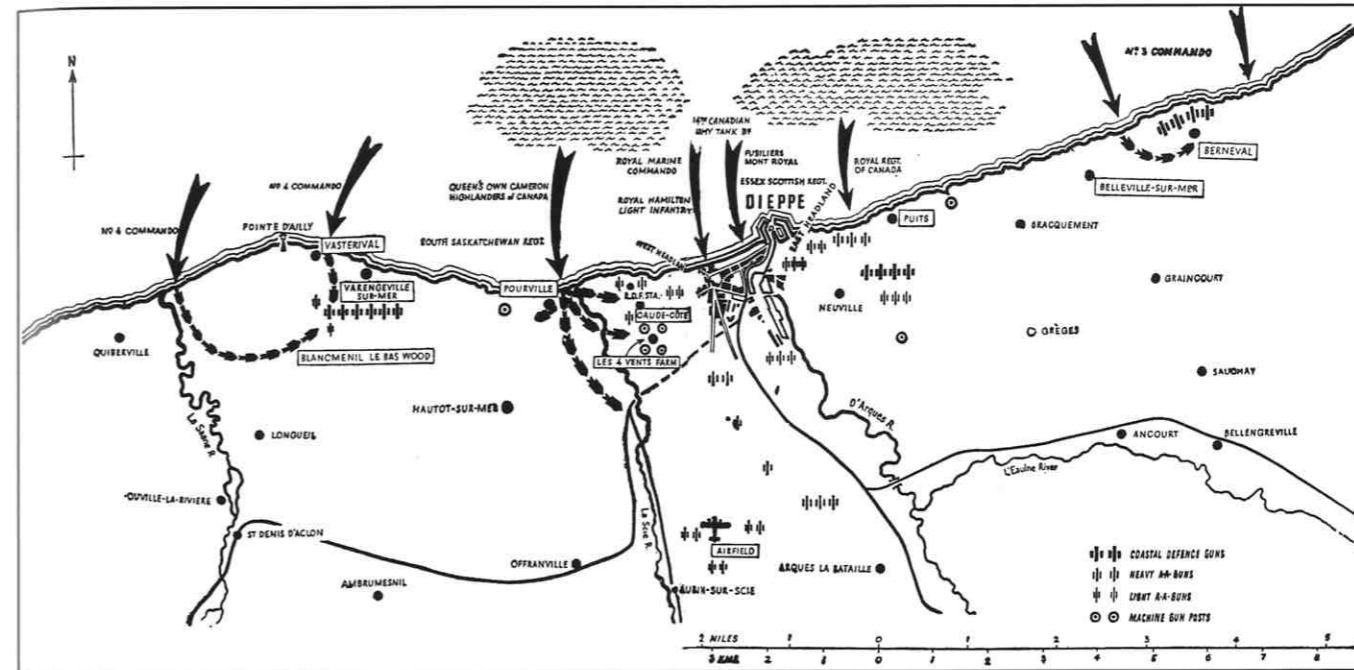 N
Nº 3 COMMANDO
14TH CANADIAN
ARMY TANK BN
ROYAL MARINE
COMMANDO
FUSILIERS
MONT ROYAL
ROYAL REGT.
OF CANADA
BERNEVAL
Nº 4 COMMANDO
QUEEN'S OWN CAMERON
HIGHLANDERS of CANADA
ROYAL HAMILTON
LIGHT INFANTRY
ESSEX SCOTTISH REGT.
DIEPPE
BELLEVILLE-SUR-MER
Nº 4 COMMANDO
POINTE D'AILLY
VASTERIVAL
SOUTH SASKATCHEWAN REGT.
WEST HEADLAND
EAST HEADLAND
PUITS
BRACQUEMENT
VARENGEVILLE
SUR-MER
POURVILLE
R.D.F. STA.
CAUDE-CÔTE
NEUVILLE
GRAINCOURT
QUIBERVILLE
BLANCMENIL LE BAS WOOD
LES 4 VENTS FARM
GRÈGES
SAUCHAY
HAUTOT-SUR-MER
La Saane R.
D'Arques R.
LONGUEIL
ANCOURT
BELLENGREVILLE
L'Eaulne River
OUVILLE-LA-RIVIERE
La Scie R.
ST DENIS D'ACLON
OFFRANVILLE
AIRFIELD
ARQUES LA BATAILLE
AMBRUMESNIL
AUBIN-SUR-SCIE
COASTAL DEFENCE GUNS
HEAVY A-A-GUNS
LIGHT A-A-GUNS
MACHINE GUN POSTS
2 MILES 1 0 1 2 3 4 5
3 KMS 2 1 0 1 2 3 4 5 6 7 8